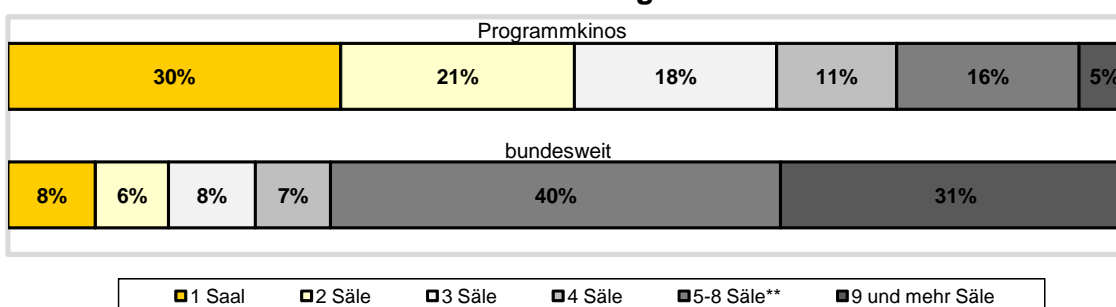 Programmkinos
30% 21% 18% 11% 16% 5%
bundesweit
8% 6% 8% 7% 40% 31%
1 Saal 2 Säle 3 Säle 4 Säle 5-8 Säle** 9 und mehr Säle